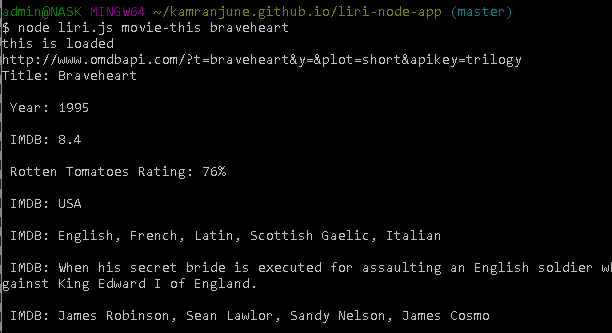 admin@NASK MINGW64 ~/kamranjune.github.io/liri-node-app (master)
$ node liri.js movie-this braveheart
this is loaded
http://www.omdbapi.com/?t=braveheart&y=&plot=short&apikey=trilogy
Title: Braveheart
Year: 1995
IMDB: 8.4
Rotten Tomatoes Rating: 76%
IMDB: USA
IMDB: English, French, Latin, Scottish Gaelic, Italian
IMDB: When his secret bride is executed for assaulting an English soldier
gainst King Edward I of England.
IMDB: James Robinson, Sean Lawlor, Sandy Nelson, James Cosmo